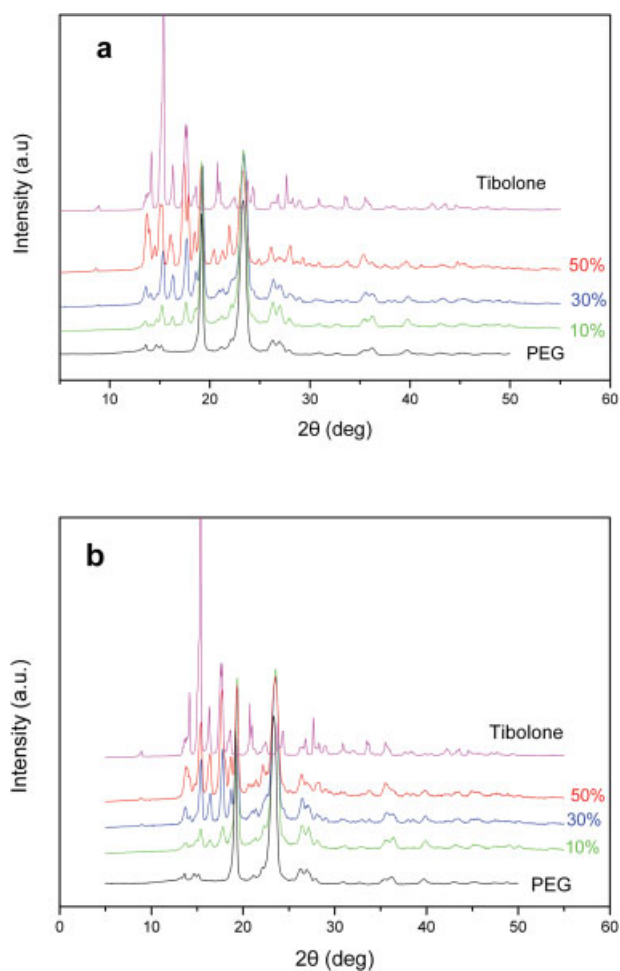 a
Intensity (a.u)
Tibolone
50%
30%
10%
PEG
10 20 30 40 50 60
2θ (deg)
b
Intensity (a.u.)
Tibolone
50%
30%
10%
PEG
0 10 20 30 40 50 60
2θ (deg)